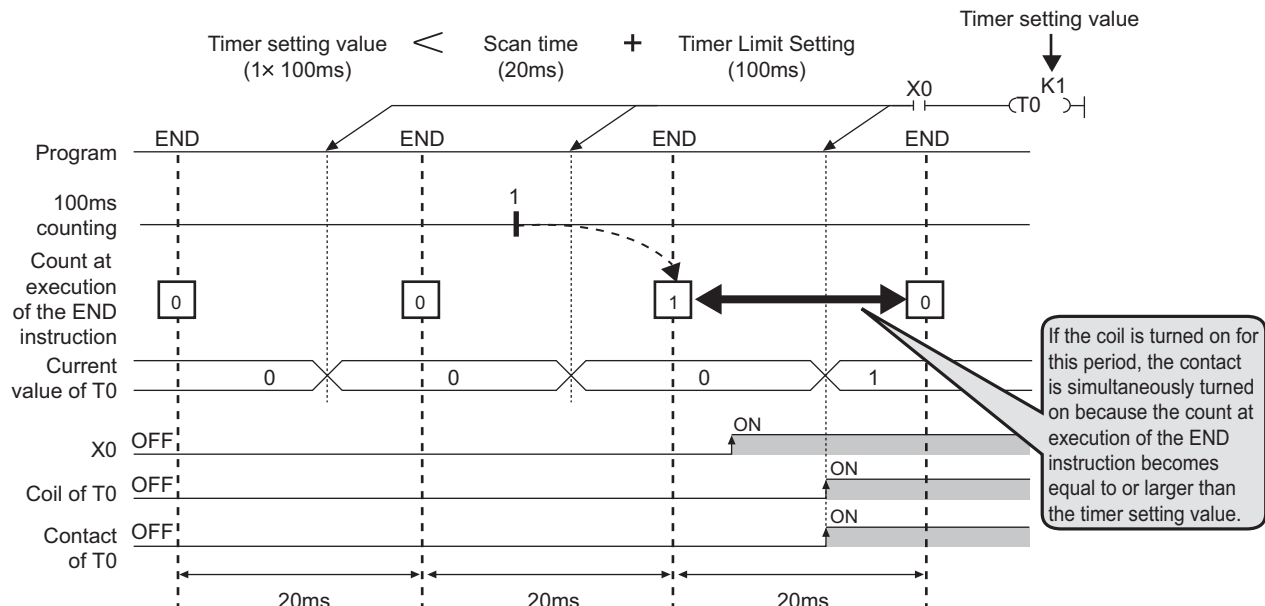 Timer setting value
Timer setting value < Scan time + Timer Limit Setting
(1× 100ms) (20ms) (100ms)
X0 K1
T0
END END END END
Program
1
100ms
counting
Count at
execution
of the END
instruction
0 0 1 0
Current
value of T0
0 0 0 1
If the coil is turned on for
this period, the contact
is simultaneously turned
on because the count at
execution of the END
instruction becomes
equal to or larger than
the timer setting value.
X0 OFF ON
Coil of T0 OFF ON
Contact
of T0
OFF ON
20ms 20ms 20ms